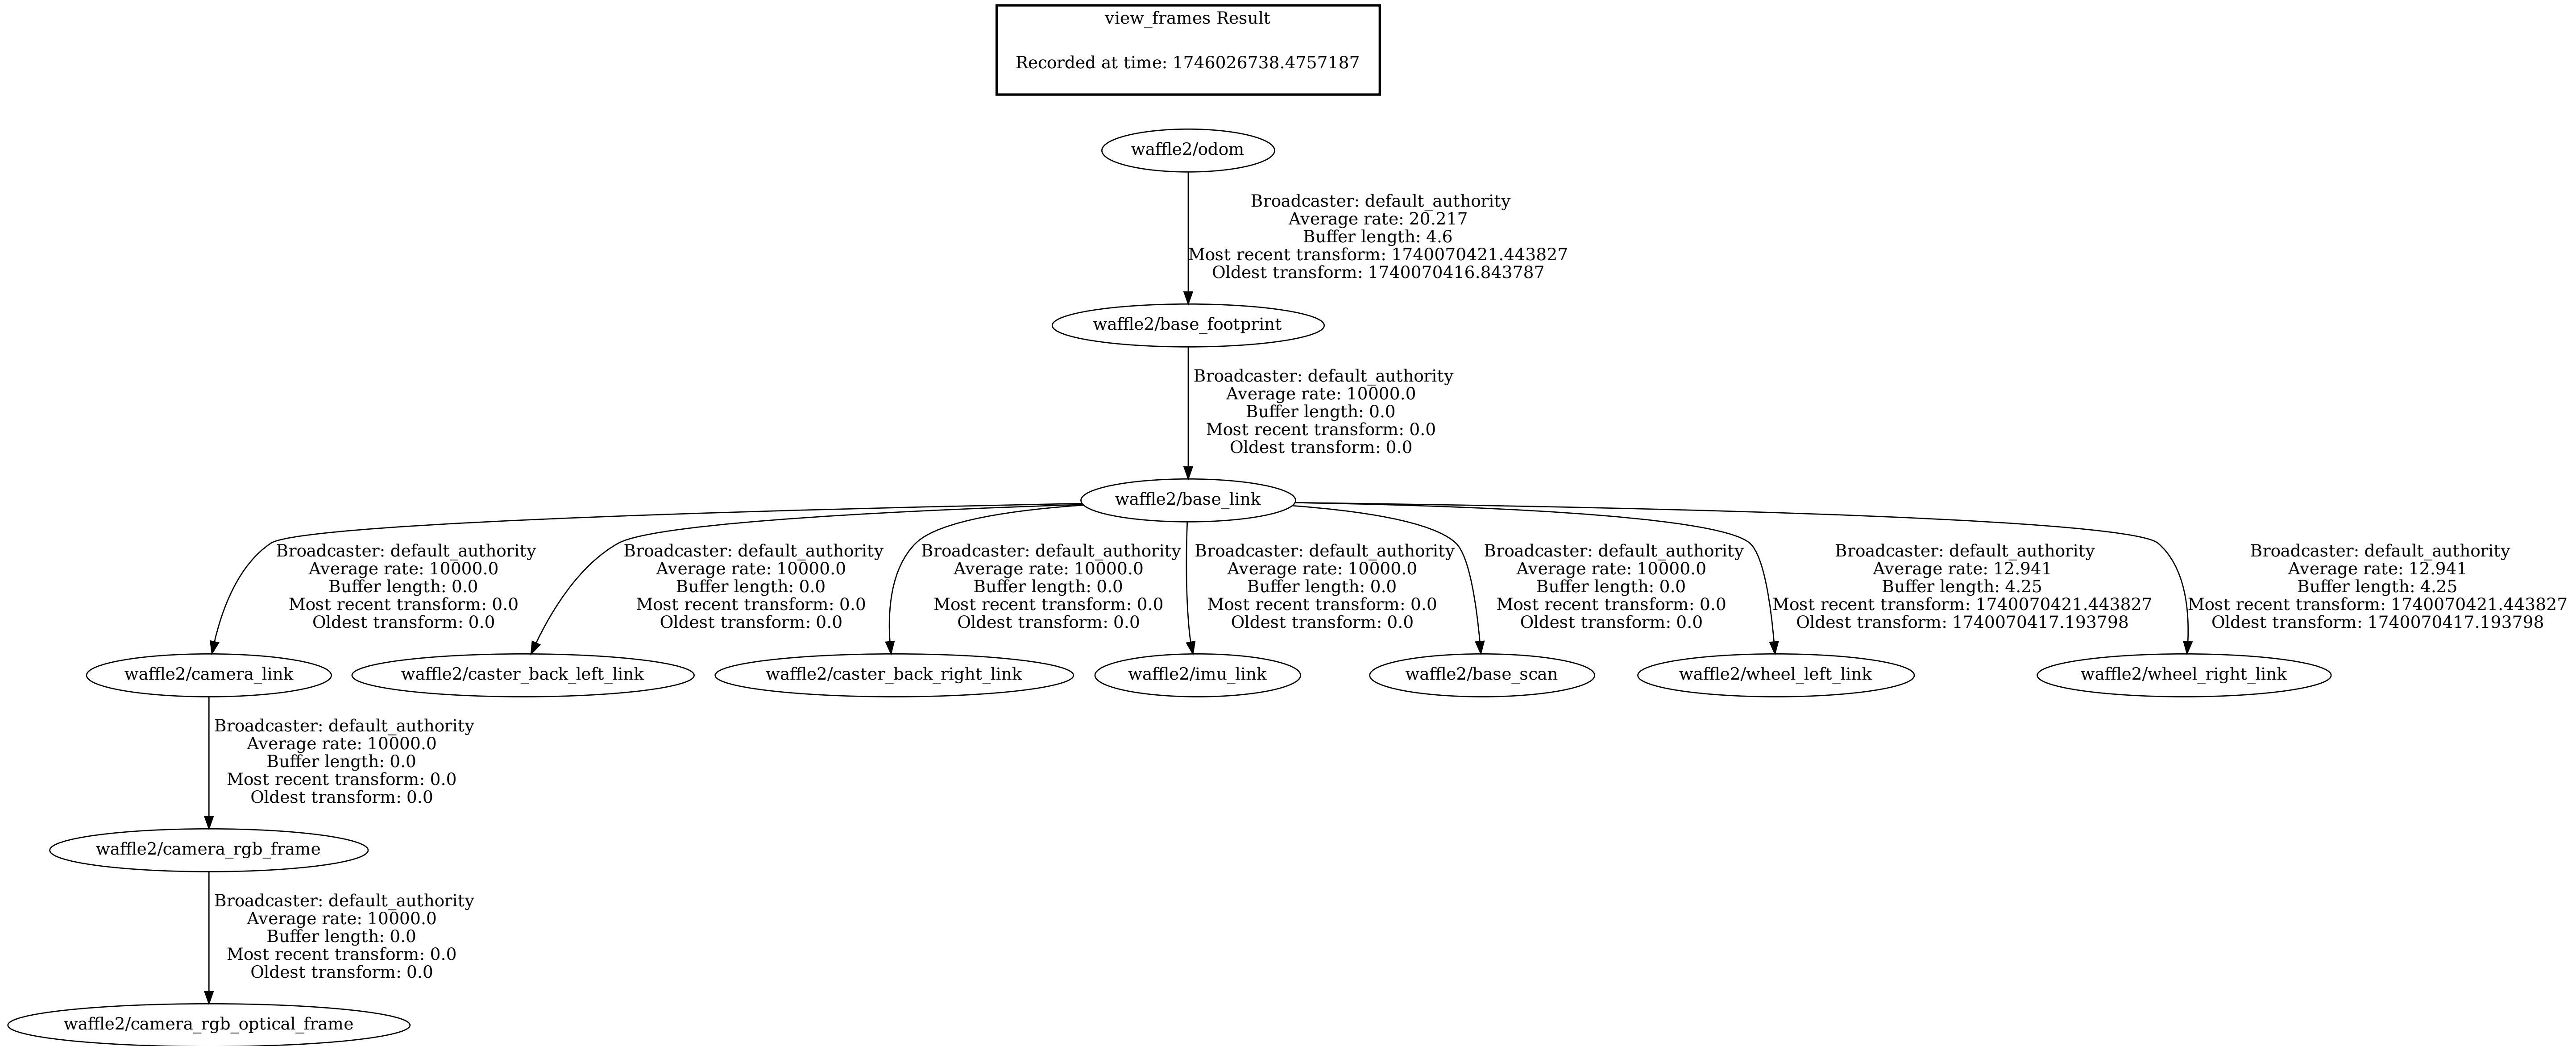 view_frames Result
Recorded at time: 1746026738.4757187
waffle2/odom
Broadcaster: default_authority
Average rate: 20.217
Buffer length: 4.6
Most recent transform: 1740070421.443827
Oldest transform: 1740070416.843787
waffle2/base_footprint
Broadcaster: default_authority
Average rate: 10000.0
Buffer length: 0.0
Most recent transform: 0.0
Oldest transform: 0.0
waffle2/base_link
Broadcaster: default_authority
Average rate: 10000.0
Buffer length: 0.0
Most recent transform: 0.0
Oldest transform: 0.0
Broadcaster: default_authority
Average rate: 10000.0
Buffer length: 0.0
Most recent transform: 0.0
Oldest transform: 0.0
Broadcaster: default_authority
Average rate: 10000.0
Buffer length: 0.0
Most recent transform: 0.0
Oldest transform: 0.0
Broadcaster: default_authority
Average rate: 10000.0
Buffer length: 0.0
Most recent transform: 0.0
Oldest transform: 0.0
Broadcaster: default_authority
Average rate: 10000.0
Buffer length: 0.0
Most recent transform: 0.0
Oldest transform: 0.0
Broadcaster: default_authority
Average rate: 12.941
Buffer length: 4.25
Most recent transform: 1740070421.443827
Oldest transform: 1740070417.193798
Broadcaster: default_authority
Average rate: 12.941
Buffer length: 4.25
Most recent transform: 1740070421.443827
Oldest transform: 1740070417.193798
waffle2/camera_link
waffle2/caster_back_left_link
waffle2/caster_back_right_link
waffle2/imu_link
waffle2/base_scan
waffle2/wheel_left_link
waffle2/wheel_right_link
Broadcaster: default_authority
Average rate: 10000.0
Buffer length: 0.0
Most recent transform: 0.0
Oldest transform: 0.0
waffle2/camera_rgb_frame
Broadcaster: default_authority
Average rate: 10000.0
Buffer length: 0.0
Most recent transform: 0.0
Oldest transform: 0.0
waffle2/camera_rgb_optical_frame